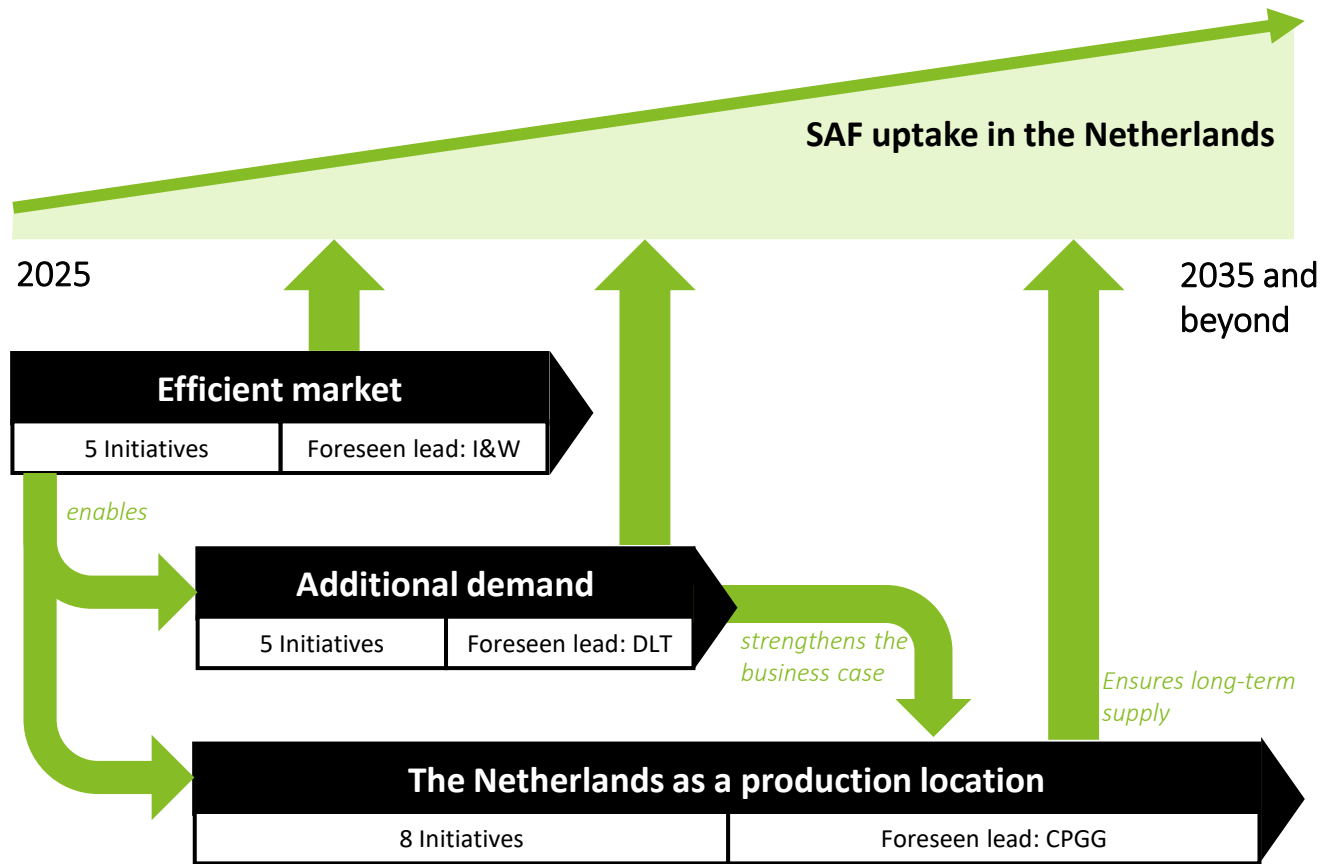 SAF uptake in the Netherlands
2025
2035 and
beyond
Efficient market
5 Initiatives
Foreseen lead: I&W
enables
Additional demand
5 Initiatives
Foreseen lead: DLT
strengthens the
business case
Ensures long-term
supply
The Netherlands as a production location
8 Initiatives
Foreseen lead: CPGG